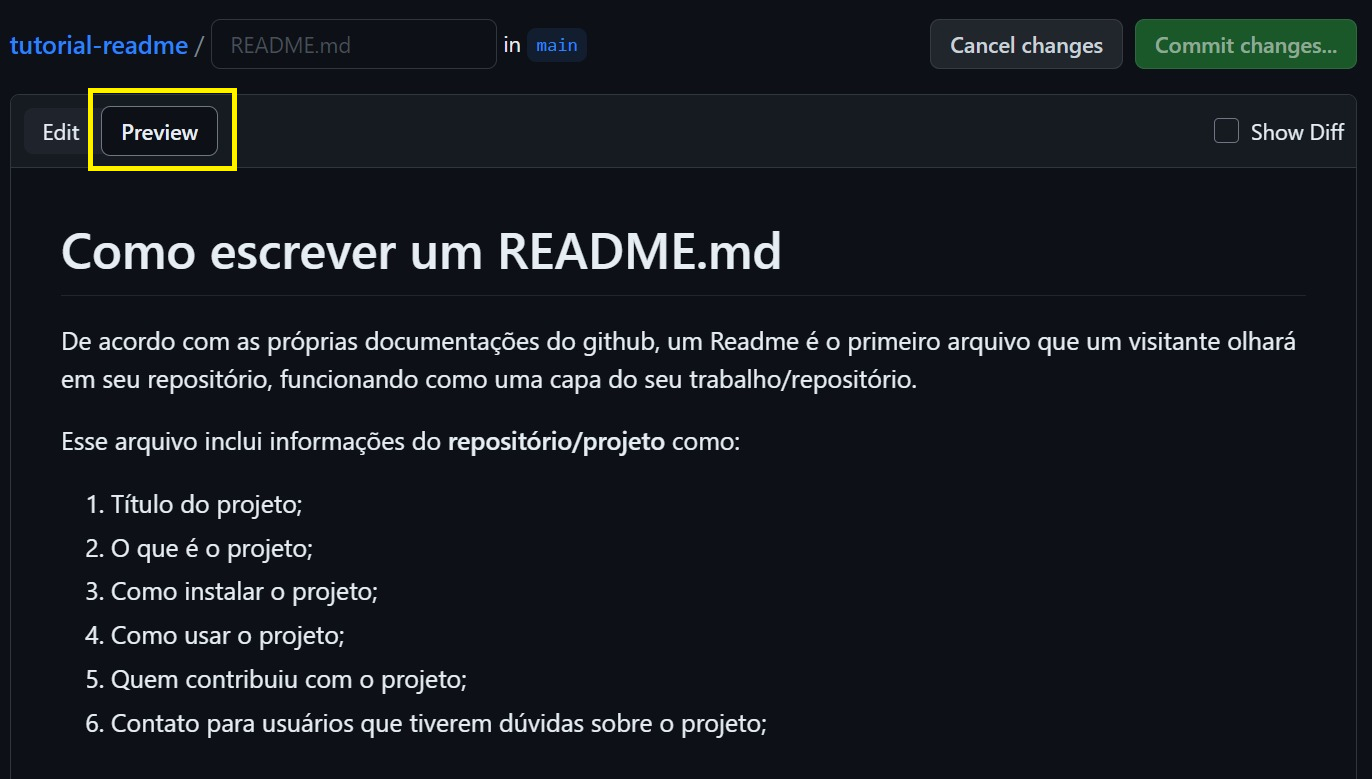 tutorial-readme / README.md in main Cancel changes Commit changes...
Edit Preview Show Diff
Como escrever um README.md
De acordo com as próprias documentações do github, um Readme é o primeiro arquivo que um visitante olhará
em seu repositório, funcionando como uma capa do seu trabalho/repositório.
Esse arquivo inclui informações do repositório/projeto como:
1. Título do projeto;
2. O que é o projeto;
3. Como instalar o projeto;
4. Como usar o projeto;
5. Quem contribuiu com o projeto;
6. Contato para usuários que tiverem dúvidas sobre o projeto;